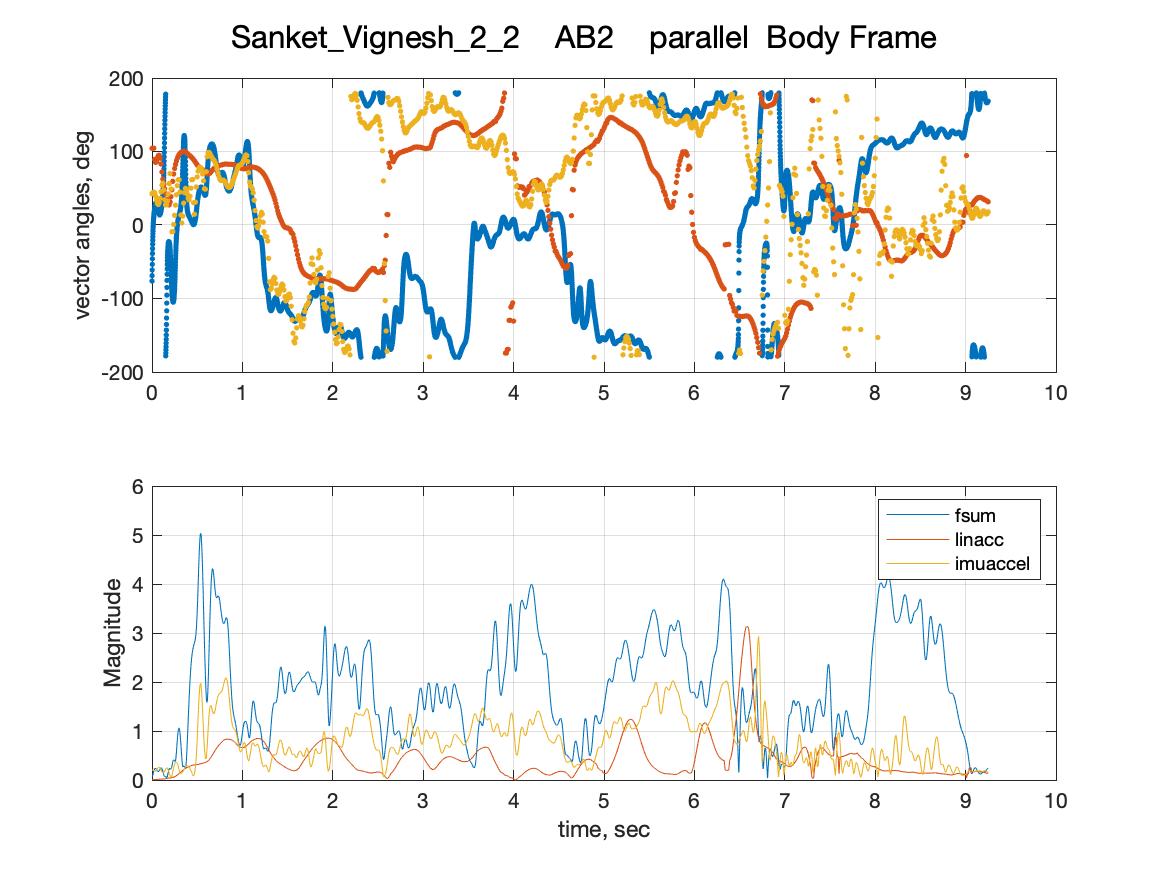 Sanket_Vignesh_2_2 AB2 parallel Body Frame
200
100
0
-100
-200
vector angles, deg
0 1 2 3 4 5 6 7 8 9 10
6
5
4
3
2
1
0
Magnitude
fsum
linacc
imuaccel
0 1 2 3 4 5 6 7 8 9 10
time, sec